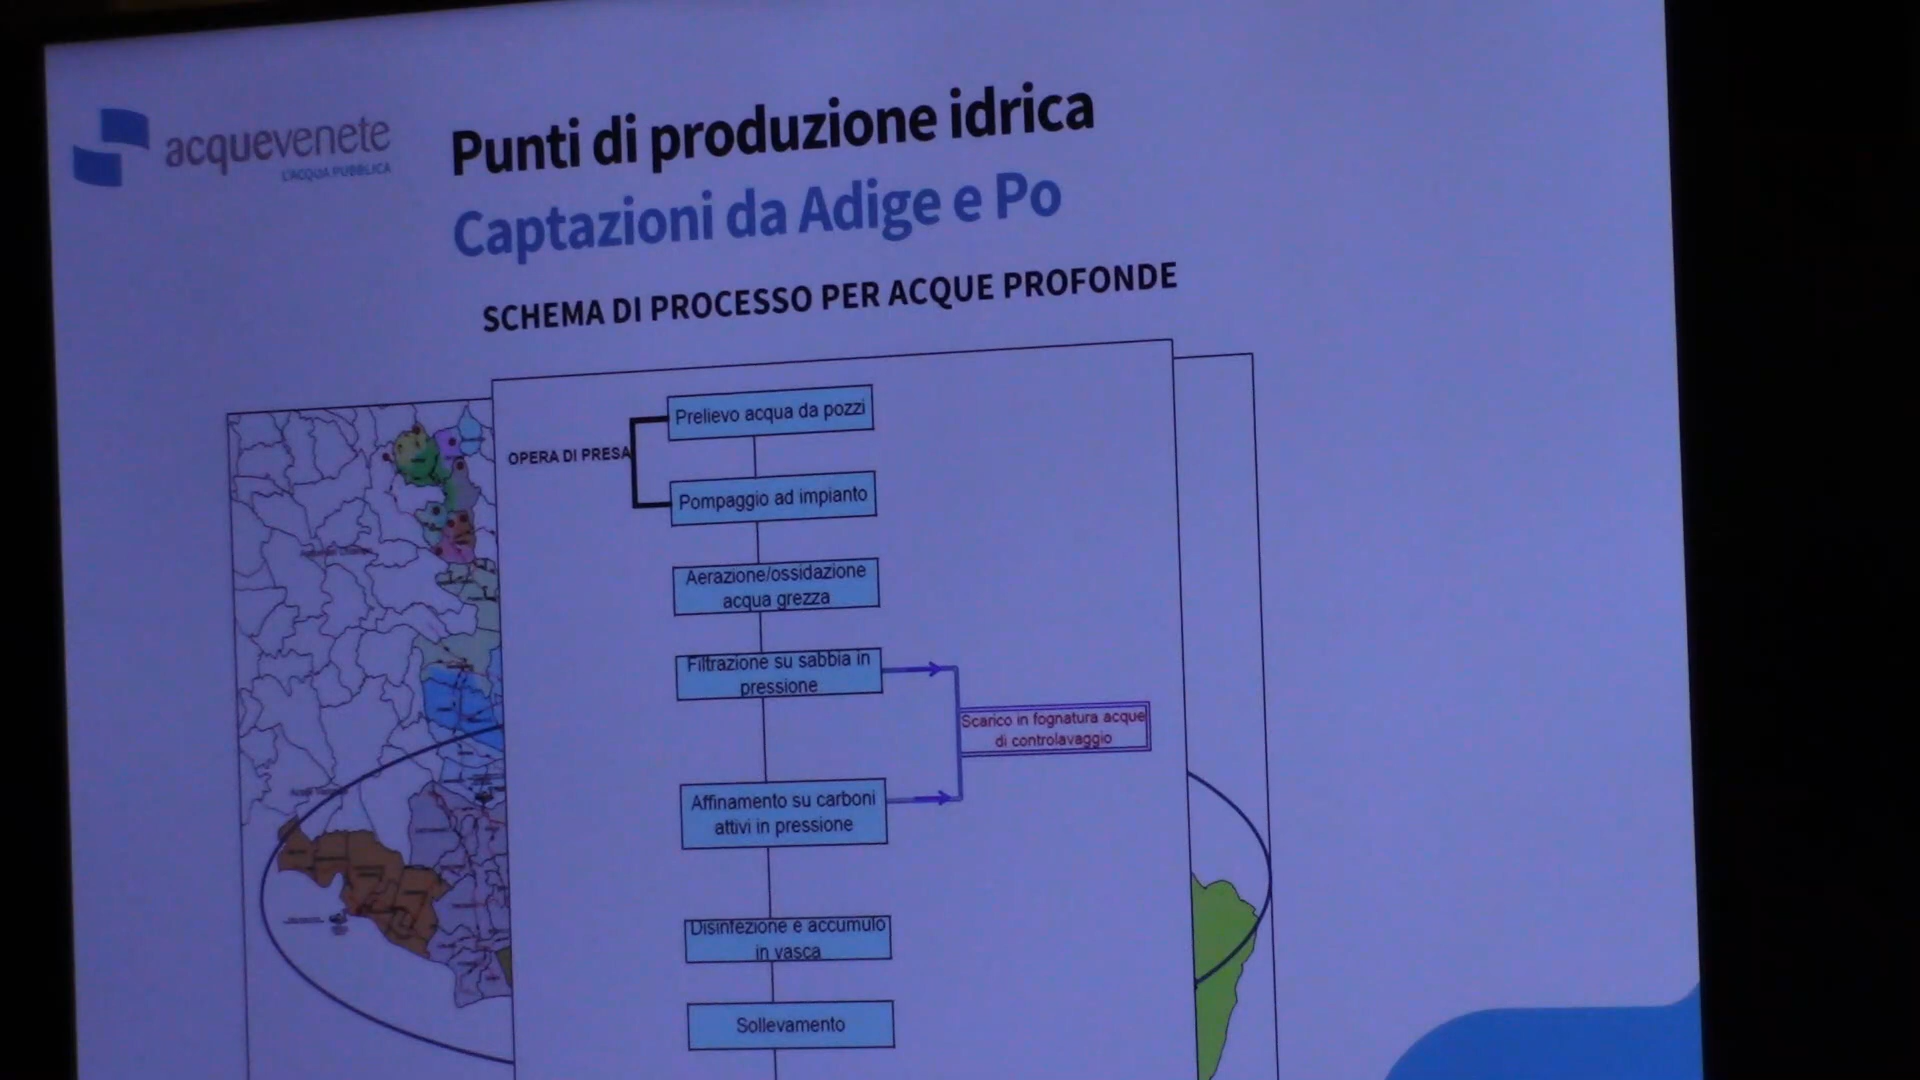 acquevenete
L'ACQUA PUBBLICA
Punti di produzione idrica
Captazioni da Adige e Po
SCHEMA DI PROCESSO PER ACQUE PROFONDE
OPERA DI PRESA
Prelievo acqua da pozzi
Pompaggio ad impianto
Aerazione/ossidazione
acqua grezza
Filtrazione su sabbia in
pressione
Scarico in fognatura acque
di controlavaggio
Affinamento su carboni
attivi in pressione
Disinfezione e accumulo
in vasca
Sollevamento